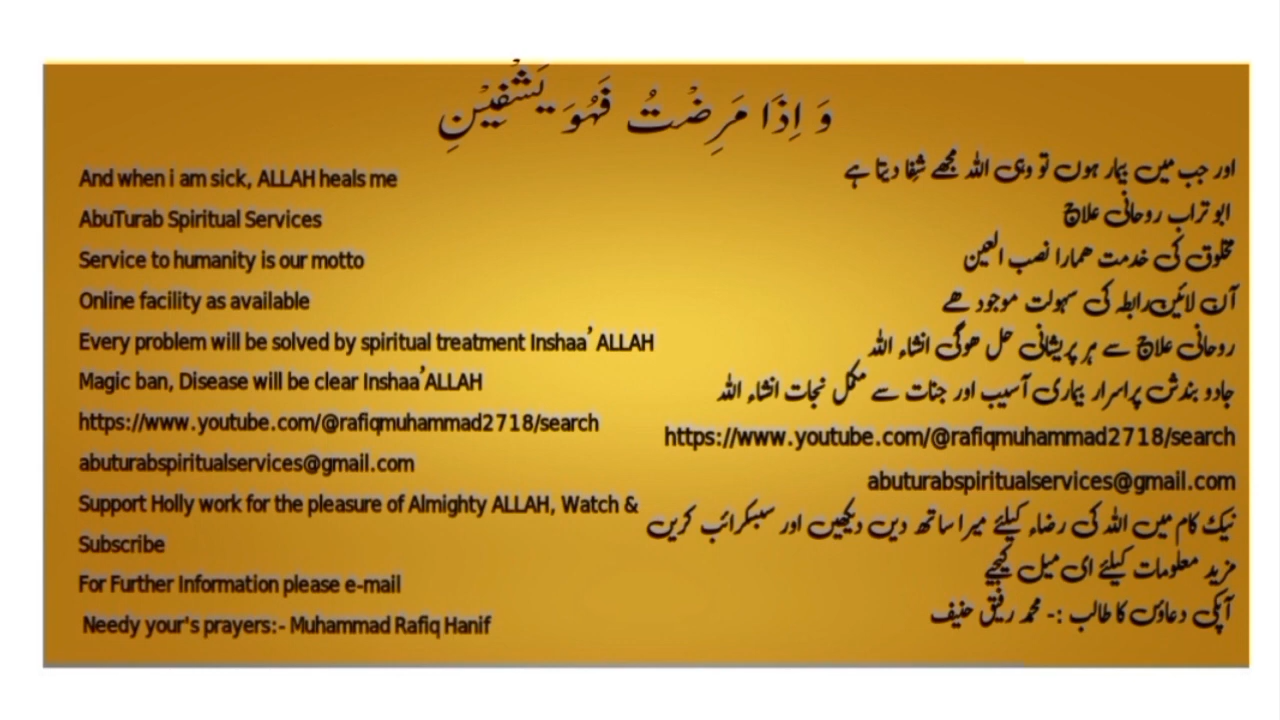 وَ اِذَا مَرِضْتُ فَهُوَ يَشْفِيْنِ
And when i am sick, ALLAH heals me
AbuTurab Spiritual Services
Service to humanity is our motto
Online facility as available
Every problem will be solved by spiritual treatment Inshaa' ALLAH
Magic ban, Disease will be clear Inshaa'ALLAH
https://www.youtube.com/@rafiqmuhammad2718/search
abuturabspiritualservices@gmail.com
Support Holly work for the pleasure of Almighty ALLAH, Watch &
Subscribe
For Further Information please e-mail
Needy your's prayers:- Muhammad Rafiq Hanif
اور جب میں بیمار ہوں تو وہی اللہ مجھے شِفا دیتا ہے
ابو تراب روحانی علاج
مخلوق کی خدمت ھمارا نصب العین
آن لائین رابطہ کی سہولت موجود ھے
روحانی علاج سے ہر پریشانی حل ھوگی انشاء اللہ
جادو بندش پراسرار بیماری آسیب اور جنات سے مکمل نجات انشاء اللہ
https://www.youtube.com/@rafiqmuhammad2718/search
abuturabspiritualservices@gmail.com
نیک کام میں اللہ کی رضاء کیلئے میرا ساتھ دیں دیکھیں اور سبسکرائب کریں
مزید معلومات کیلئے ای میل کیجیے
آپکی دعاؤں کا طالب :- محمد رفیق حنیف